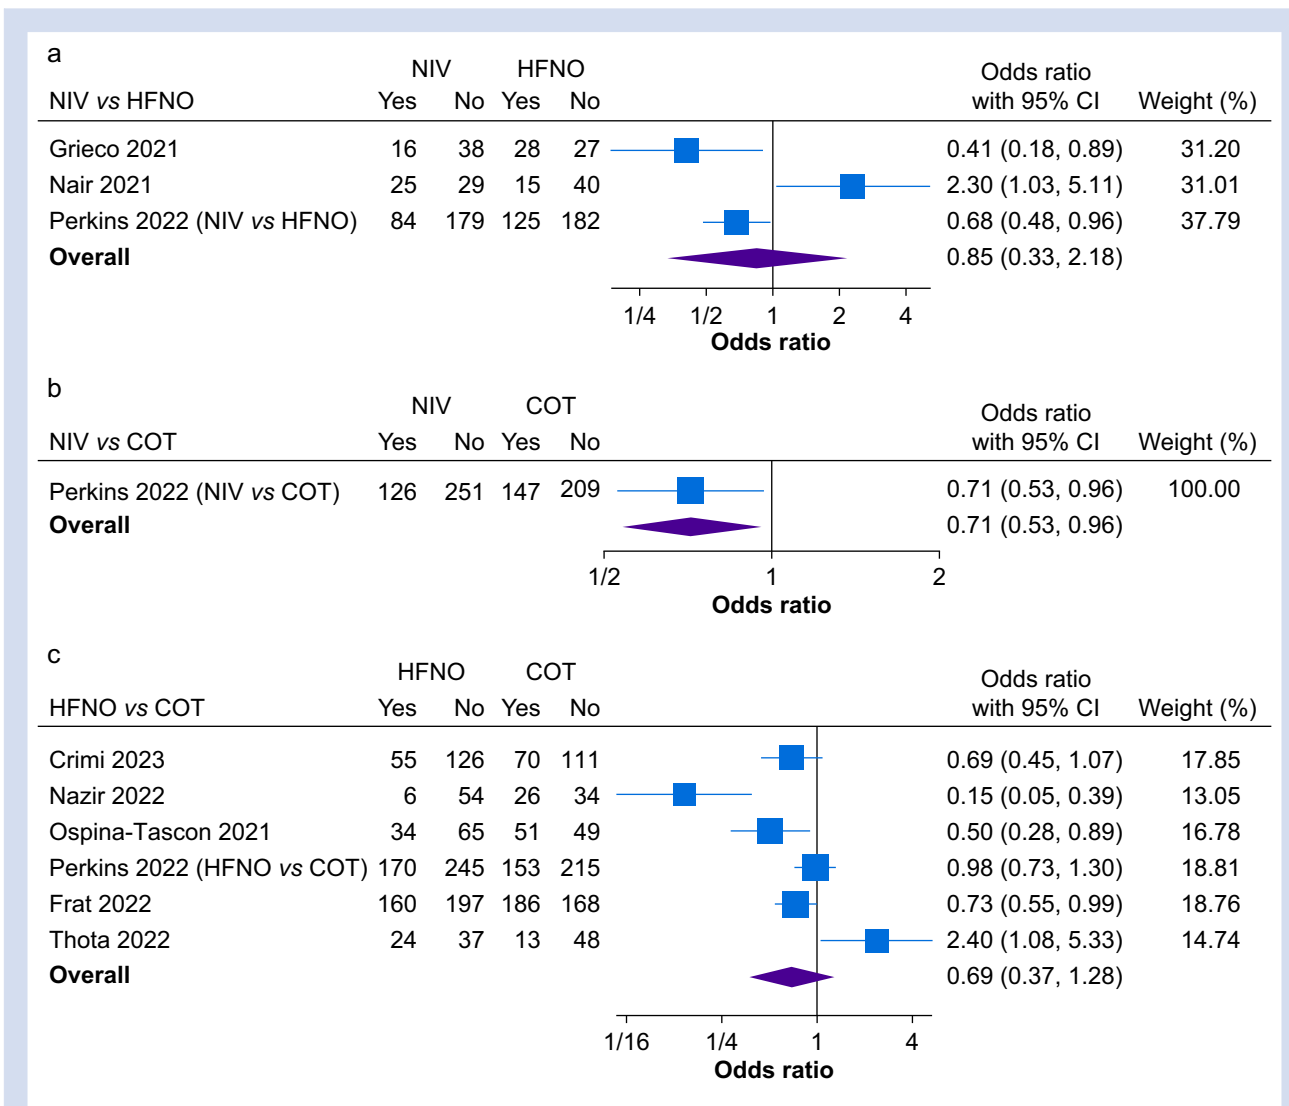 a
NIV HFNO Odds ratio
NIV vs HFNO Yes No Yes No with 95% CI Weight (%)
Grieco 2021 16 38 28 27 0.41 (0.18, 0.89) 31.20
Nair 2021 25 29 15 40 2.30 (1.03, 5.11) 31.01
Perkins 2022 (NIV vs HFNO) 84 179 125 182 0.68 (0.48, 0.96) 37.79
Overall 0.85 (0.33, 2.18)
1/4 1/2 1 2 4
Odds ratio
b
NIV COT Odds ratio
NIV vs COT Yes No Yes No with 95% CI Weight (%)
Perkins 2022 (NIV vs COT) 126 251 147 209 0.71 (0.53, 0.96) 100.00
Overall 0.71 (0.53, 0.96)
1/2 1 2
Odds ratio
c
HFNO COT Odds ratio
HFNO vs COT Yes No Yes No with 95% CI Weight (%)
Crimi 2023 55 126 70 111 0.69 (0.45, 1.07) 17.85
Nazir 2022 6 54 26 34 0.15 (0.05, 0.39) 13.05
Ospina-Tascon 2021 34 65 51 49 0.50 (0.28, 0.89) 16.78
Perkins 2022 (HFNO vs COT) 170 245 153 215 0.98 (0.73, 1.30) 18.81
Frat 2022 160 197 186 168 0.73 (0.55, 0.99) 18.76
Thota 2022 24 37 13 48 2.40 (1.08, 5.33) 14.74
Overall 0.69 (0.37, 1.28)
1/16 1/4 1 4
Odds ratio